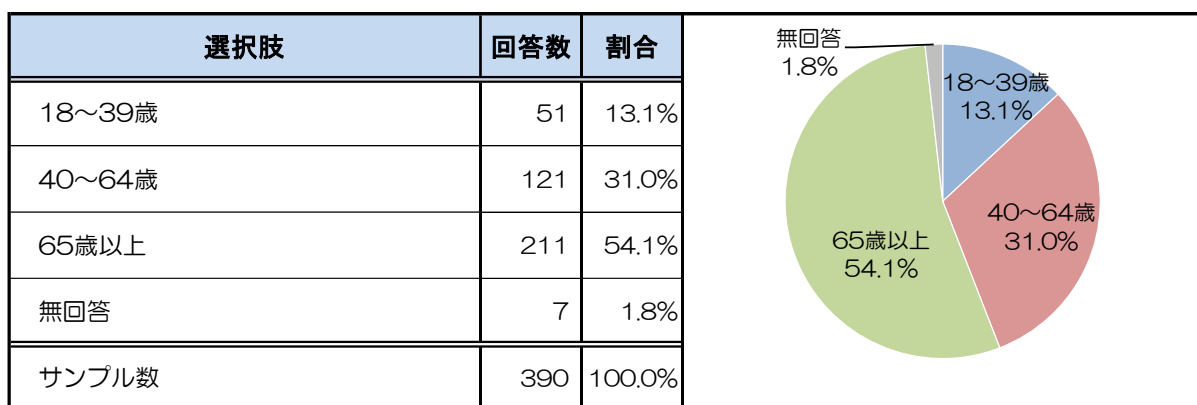 選択肢 回答数 割合
18～39歳 51 13.1%
40～64歳 121 31.0%
65歳以上 211 54.1%
無回答 7 1.8%
サンプル数 390 100.0%
無回答
1.8%
18～39歳
13.1%
40～64歳
31.0%
65歳以上
54.1%